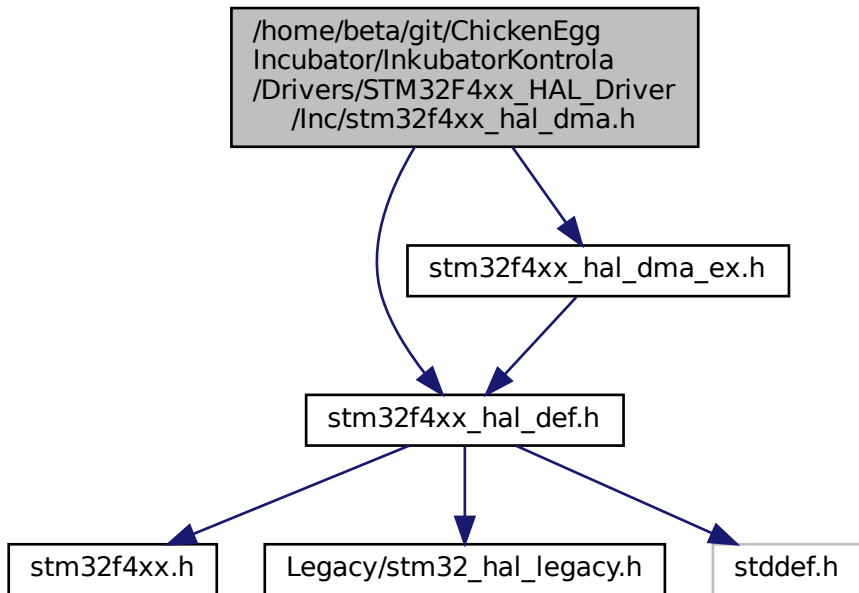 /home/beta/git/ChickenEgg
Incubator/InkubatorKontrola
/Drivers/STM32F4xx_HAL_Driver
/Inc/stm32f4xx_hal_dma.h
stm32f4xx_hal_dma_ex.h
stm32f4xx_hal_def.h
stm32f4xx.h
Legacy/stm32_hal_legacy.h
stddef.h